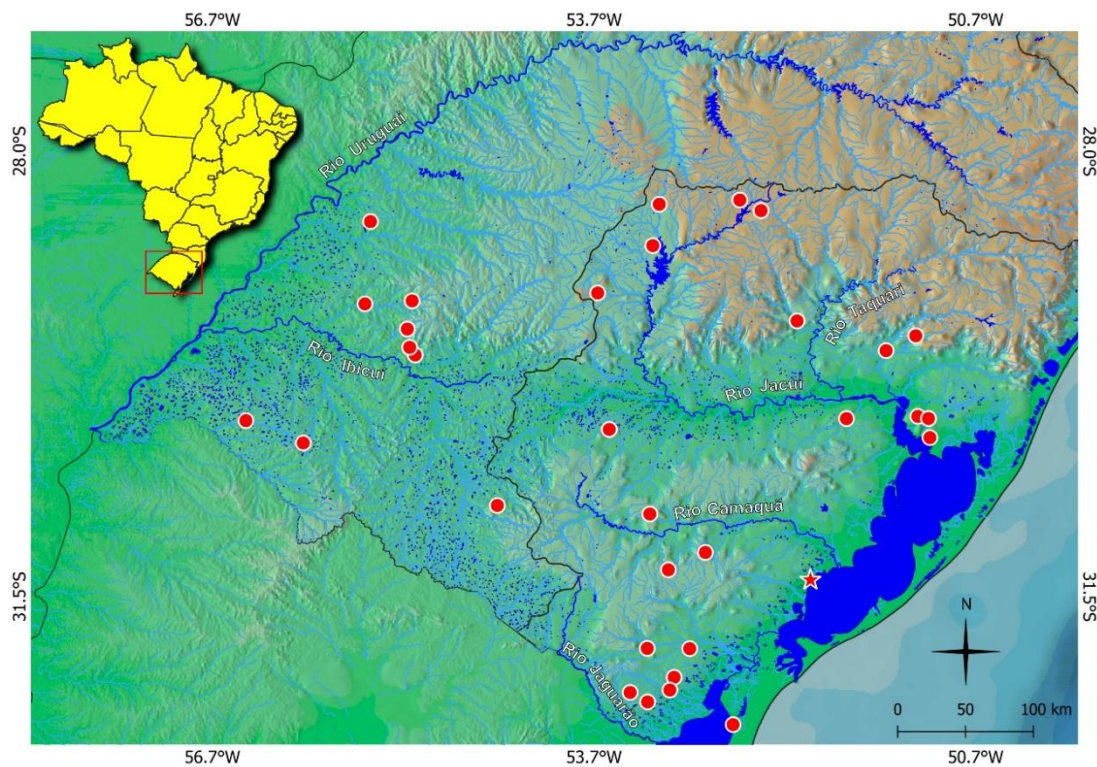 56.7°W 53.7°W 50.7°W
28.0°S
28.0°S
Rio Uruguai
Rio Taquari
Rio Ibicuí
Rio Jacuí
Rio Camaquã
31.5°S
31.5°S
N
Rio Jaguarão
0 50 100 km
56.7°W 53.7°W 50.7°W